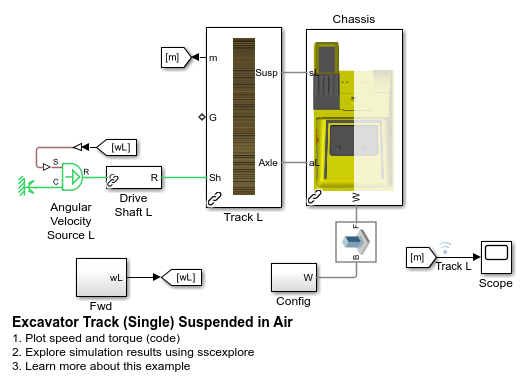 Chassis
[m]
m
Susp
sL
G
[wL]
S
C
R
R
Sh
Axle
aL
W
Angular
Velocity
Source L
Drive
Shaft L
Track L
F
B
wL
[wL]
Fwd
W
Config
[m]
Track L
Scope
Excavator Track (Single) Suspended in Air
1. Plot speed and torque (code)
2. Explore simulation results using sscexplore
3. Learn more about this example